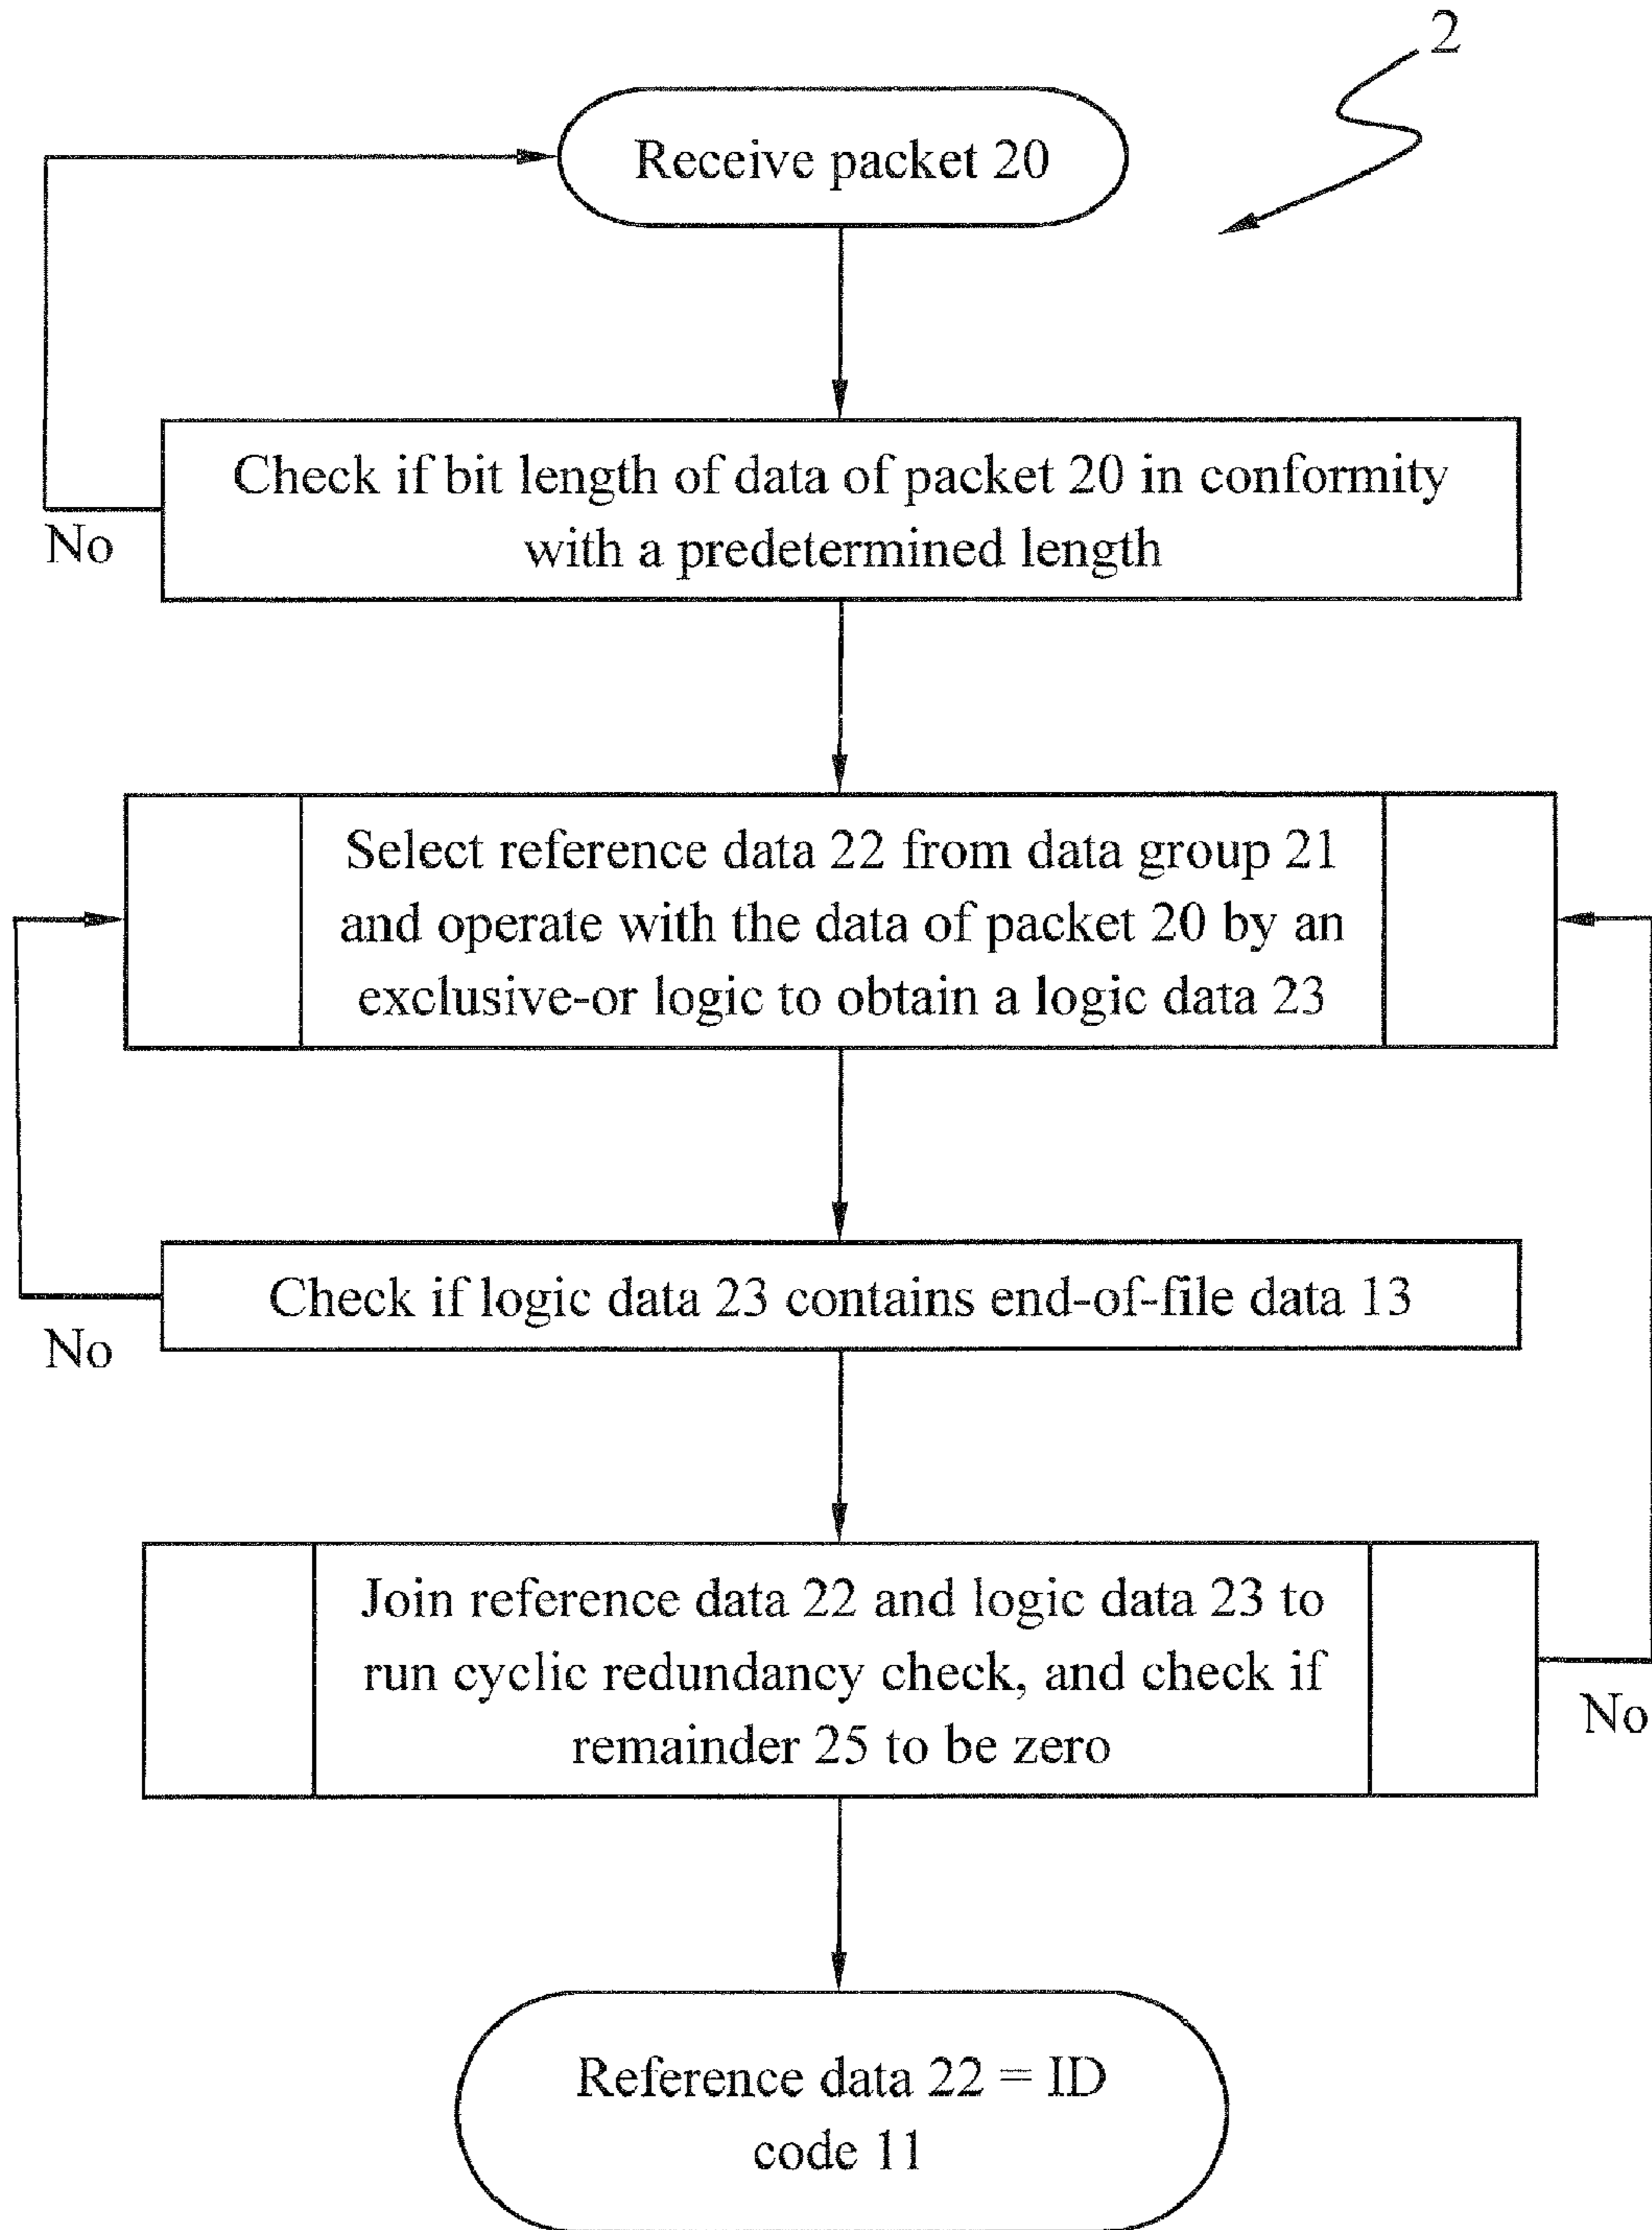 2
Receive packet 20
Check if bit length of data of packet 20 in conformity
with a predetermined length
No
Select reference data 22 from data group 21
and operate with the data of packet 20 by an
exclusive-or logic to obtain a logic data 23
Check if logic data 23 contains end-of-file data 13
No
Join reference data 22 and logic data 23 to
run cyclic redundancy check, and check if
remainder 25 to be zero
No
Reference data 22 = ID
code 11